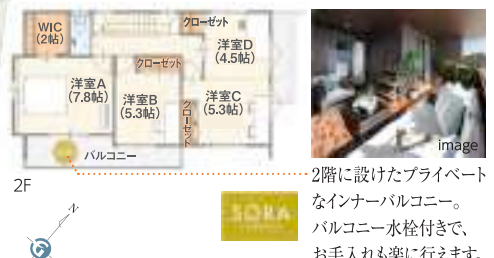 WIC
(2帖)
クローゼット
洋室D
(4.5帖)
クローゼット
洋室A
(7.8帖)
洋室B
(5.3帖)
クローゼット
洋室C
(5.3帖)
バルコニー
2F
N
image
SORA
2階に設けたプライベート
なインナーバルコニー。
バルコニー水栓付きで、
お手入れも楽に行えます。